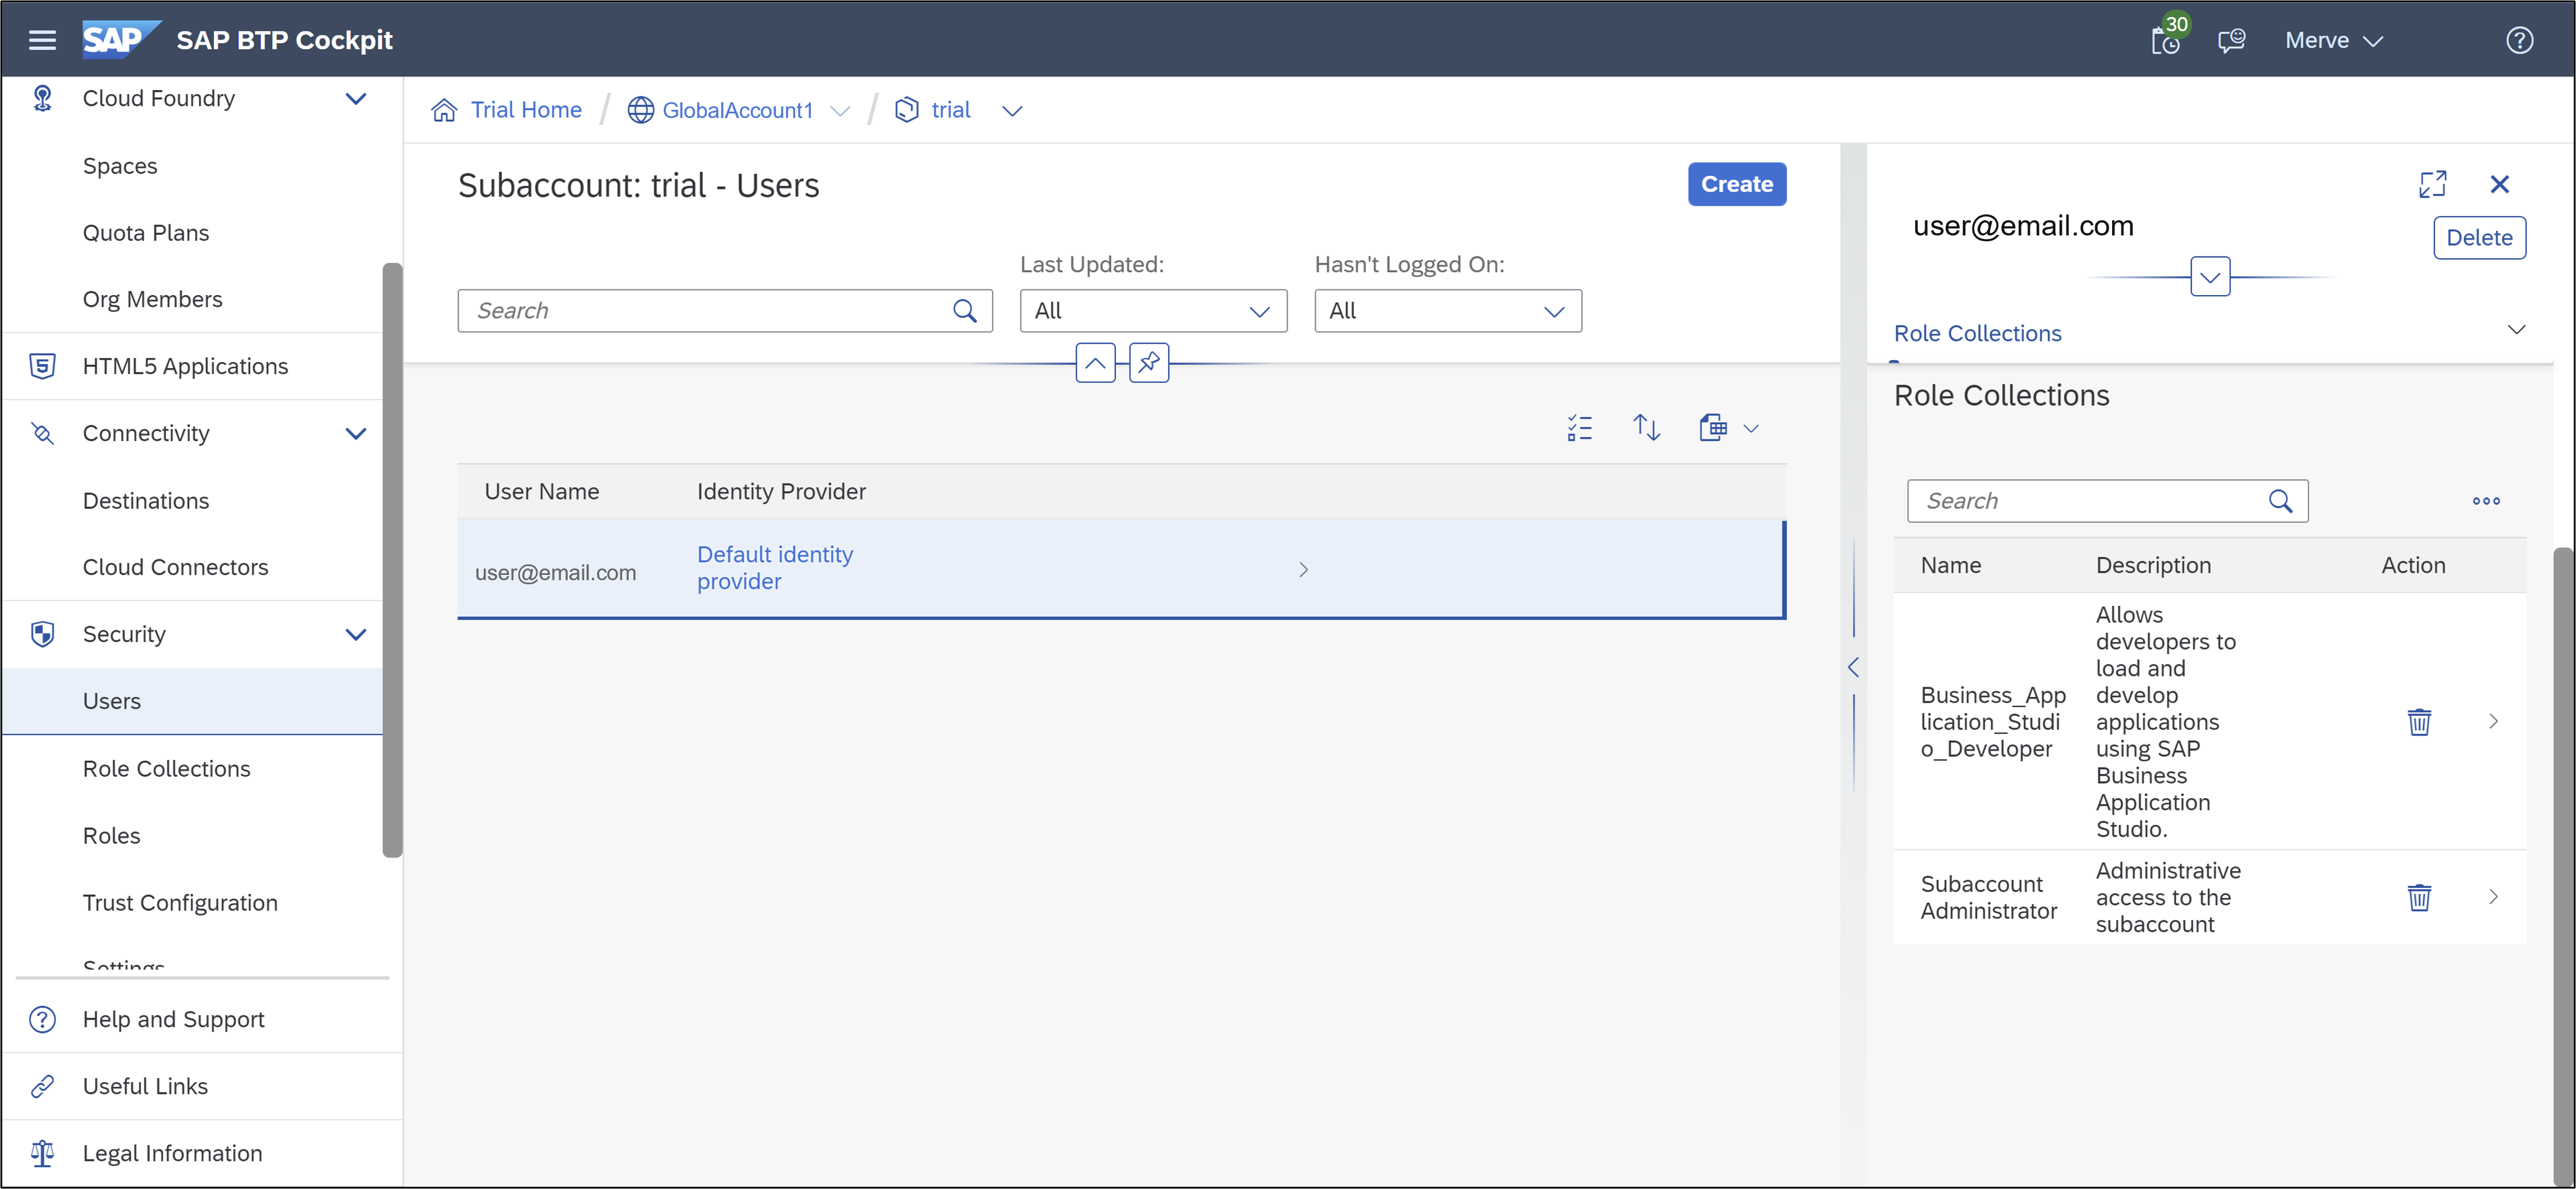 SAP
SAP BTP Cockpit
30
Merve
Cloud Foundry
Spaces
Quota Plans
Org Members
HTML5 Applications
Connectivity
Destinations
Cloud Connectors
Security
Users
Role Collections
Roles
Trust Configuration
Settings
Help and Support
Useful Links
Legal Information
Trial Home / GlobalAccount1 / trial
Subaccount: trial - Users
Create
Last Updated:
Hasn't Logged On:
Search
All
All
User Name
Identity Provider
user@email.com
Default identity
provider
user@email.com
Delete
Role Collections
Role Collections
Search
Name
Description
Action
Business_App
lication_Studi
o_Developer
Allows
developers to
load and
develop
applications
using SAP
Business
Application
Studio.
Subaccount
Administrator
Administrative
access to the
subaccount